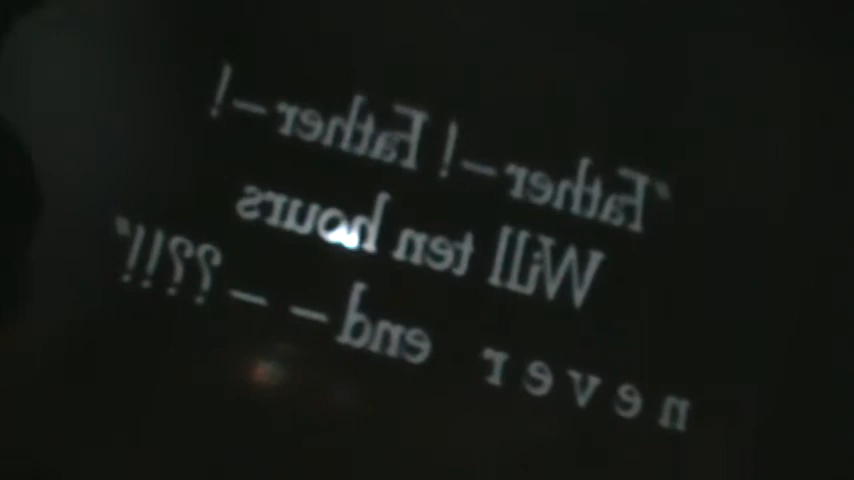 "Father–! –Father–!
Will ten hours
never end– – ??!!"